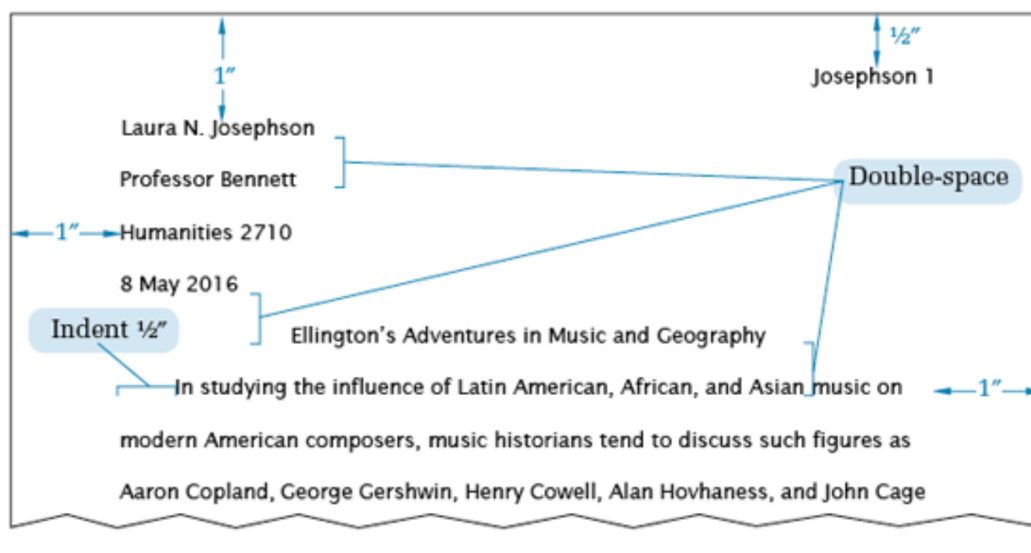 ½″
1″
Josephson 1
Laura N. Josephson
Professor Bennett
Double-space
1″
Humanities 2710
8 May 2016
Indent ½″
Ellington’s Adventures in Music and Geography
In studying the influence of Latin American, African, and Asian music on
1″
modern American composers, music historians tend to discuss such figures as
Aaron Copland, George Gershwin, Henry Cowell, Alan Hovhaness, and John Cage